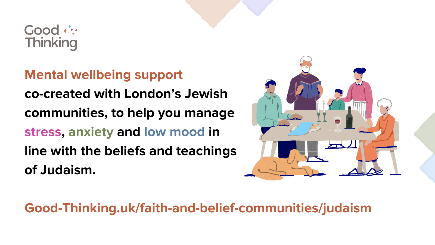 Good
Thinking
Mental wellbeing support
co-created with London's Jewish
communities, to help you manage
stress, anxiety and low mood in
line with the beliefs and teachings
of Judaism.
Good-Thinking.uk/faith-and-belief-communities/judaism